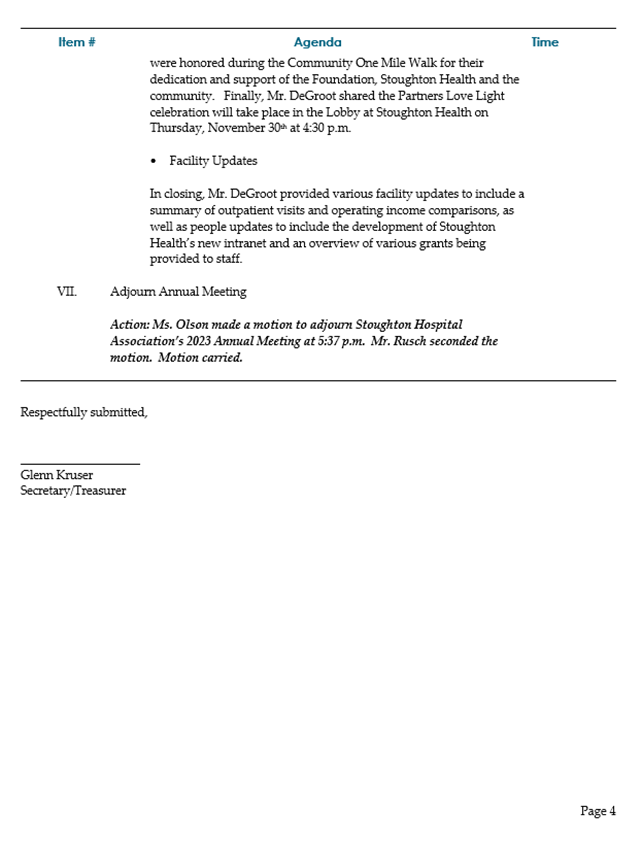 Item # Agenda Time
were honored during the Community One Mile Walk for their
dedication and support of the Foundation, Stoughton Health and the
community.   Finally, Mr. DeGroot shared the Partners Love Light
celebration will take place in the Lobby at Stoughton Health on
Thursday, November 30th at 4:30 p.m.
• Facility Updates
In closing, Mr. DeGroot provided various facility updates to include a
summary of outpatient visits and operating income comparisons, as
well as people updates to include the development of Stoughton
Health's new intranet and an overview of various grants being
provided to staff.
VII. Adjourn Annual Meeting
Action: Ms. Olson made a motion to adjourn Stoughton Hospital
Association's 2023 Annual Meeting at 5:37 p.m.  Mr. Rusch seconded the
motion.  Motion carried.
Respectfully submitted,
Glenn Kruser
Secretary/Treasurer
Page 4